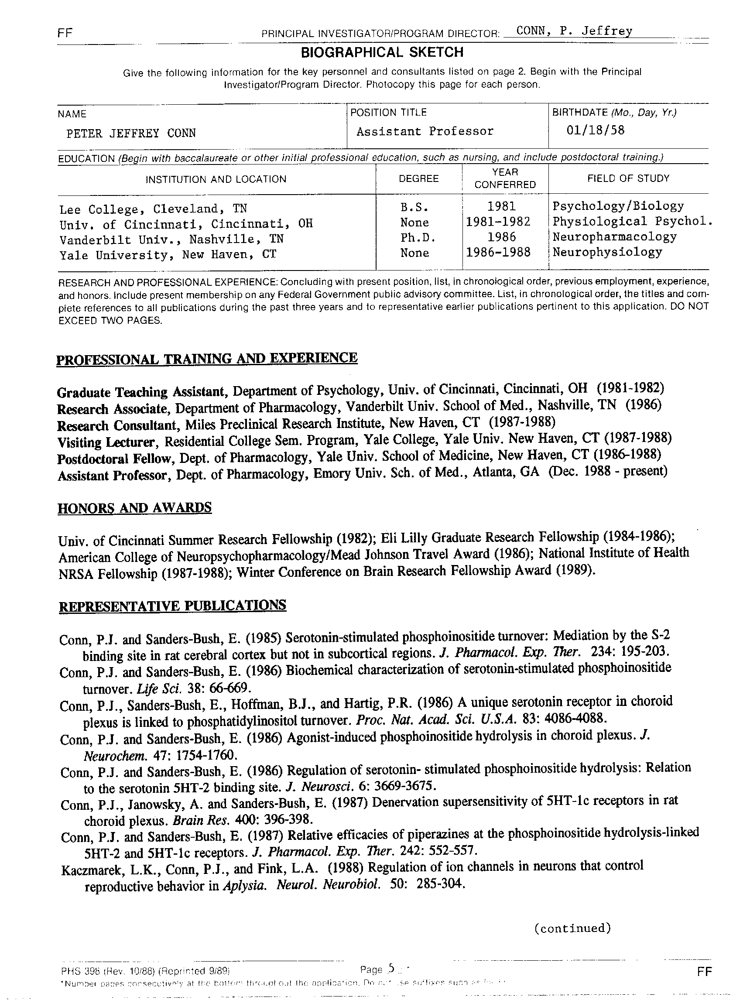 FF PRINCIPAL INVESTIGATOR/PROGRAM DIRECTOR: CONN, P. Jeffrey
BIOGRAPHICAL SKETCH
Give the following information for the key personnel and consultants listed on page 2. Begin with the Principal
Investigator/Program Director. Photocopy this page for each person.
NAME POSITION TITLE BIRTHDATE (Mo., Day, Yr.)
PETER JEFFREY CONN Assistant Professor 01/18/58
EDUCATION (Begin with baccalaureate or other initial professional education, such as nursing, and include postdoctoral training.)
INSTITUTION AND LOCATION DEGREE YEAR CONFERRED FIELD OF STUDY
Lee College, Cleveland, TN B.S. 1981 Psychology/Biology
Univ. of Cincinnati, Cincinnati, OH None 1981-1982 Physiological Psychol.
Vanderbilt Univ., Nashville, TN Ph.D. 1986 Neuropharmacology
Yale University, New Haven, CT None 1986-1988 Neurophysiology
RESEARCH AND PROFESSIONAL EXPERIENCE: Concluding with present position, list, in chronological order, previous employment, experience,
and honors. Include present membership on any Federal Government public advisory committee. List, in chronological order, the titles and com-
plete references to all publications during the past three years and to representative earlier publications pertinent to this application. DO NOT
EXCEED TWO PAGES.
PROFESSIONAL TRAINING AND EXPERIENCE
Graduate Teaching Assistant, Department of Psychology, Univ. of Cincinnati, Cincinnati, OH (1981-1982)
Research Associate, Department of Pharmacology, Vanderbilt Univ. School of Med., Nashville, TN (1986)
Research Consultant, Miles Preclinical Research Institute, New Haven, CT (1987-1988)
Visiting Lecturer, Residential College Sem. Program, Yale College, Yale Univ. New Haven, CT (1987-1988)
Postdoctoral Fellow, Dept. of Pharmacology, Yale Univ. School of Medicine, New Haven, CT (1986-1988)
Assistant Professor, Dept. of Pharmacology, Emory Univ. Sch. of Med., Atlanta, GA (Dec. 1988 - present)
HONORS AND AWARDS
Univ. of Cincinnati Summer Research Fellowship (1982); Eli Lilly Graduate Research Fellowship (1984-1986);
American College of Neuropsychopharmacology/Mead Johnson Travel Award (1986); National Institute of Health
NRSA Fellowship (1987-1988); Winter Conference on Brain Research Fellowship Award (1989).
REPRESENTATIVE PUBLICATIONS
Conn, P.J. and Sanders-Bush, E. (1985) Serotonin-stimulated phosphoinositide turnover: Mediation by the S-2
binding site in rat cerebral cortex but not in subcortical regions. J. Pharmacol. Exp. Ther. 234: 195-203.
Conn, P.J. and Sanders-Bush, E. (1986) Biochemical characterization of serotonin-stimulated phosphoinositide
turnover. Life Sci. 38: 66-669.
Conn, P.J., Sanders-Bush, E., Hoffman, B.J., and Hartig, P.R. (1986) A unique serotonin receptor in choroid
plexus is linked to phosphatidylinositol turnover. Proc. Nat. Acad. Sci. U.S.A. 83: 4086-4088.
Conn, P.J. and Sanders-Bush, E. (1986) Agonist-induced phosphoinositide hydrolysis in choroid plexus. J.
Neurochem. 47: 1754-1760.
Conn, P.J. and Sanders-Bush, E. (1986) Regulation of serotonin- stimulated phosphoinositide hydrolysis: Relation
to the serotonin 5HT-2 binding site. J. Neurosci. 6: 3669-3675.
Conn, P.J., Janowsky, A. and Sanders-Bush, E. (1987) Denervation supersensitivity of 5HT-1c receptors in rat
choroid plexus. Brain Res. 400: 396-398.
Conn, P.J. and Sanders-Bush, E. (1987) Relative efficacies of piperazines at the phosphoinositide hydrolysis-linked
5HT-2 and 5HT-1c receptors. J. Pharmacol. Exp. Ther. 242: 552-557.
Kaczmarek, L.K., Conn, P.J., and Fink, L.A. (1988) Regulation of ion channels in neurons that control
reproductive behavior in Aplysia. Neurol. Neurobiol. 50: 285-304.
(continued)
PHS 398 (Rev. 10/88) (Reprinted 9/89) Page 5 FF
*Number pages consecutively at the bottom throughout the application. Do not use suffixes such as